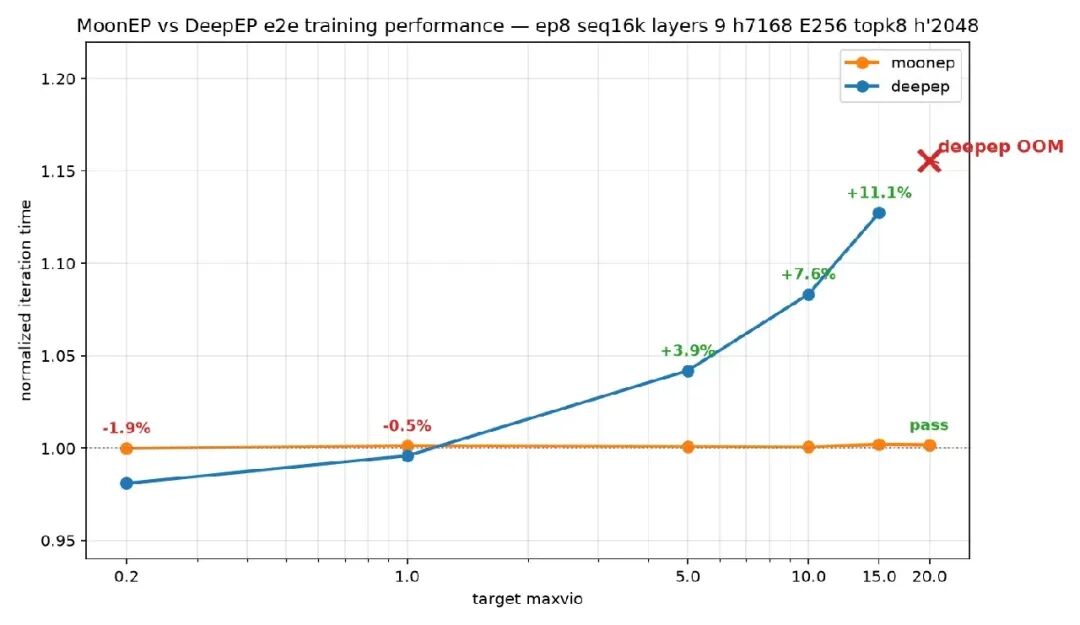 MoonEP vs DeepEP e2e training performance — ep8 seq16k layers 9 h7168 E256 topk8 h'2048
moonep
deepep
1.20
1.15
1.10
1.05
1.00
0.95
normalized iteration time
deepep OOM
+11.1%
+7.6%
+3.9%
-1.9%
-0.5%
pass
0.2
1.0
5.0
10.0
15.0
20.0
target maxvio